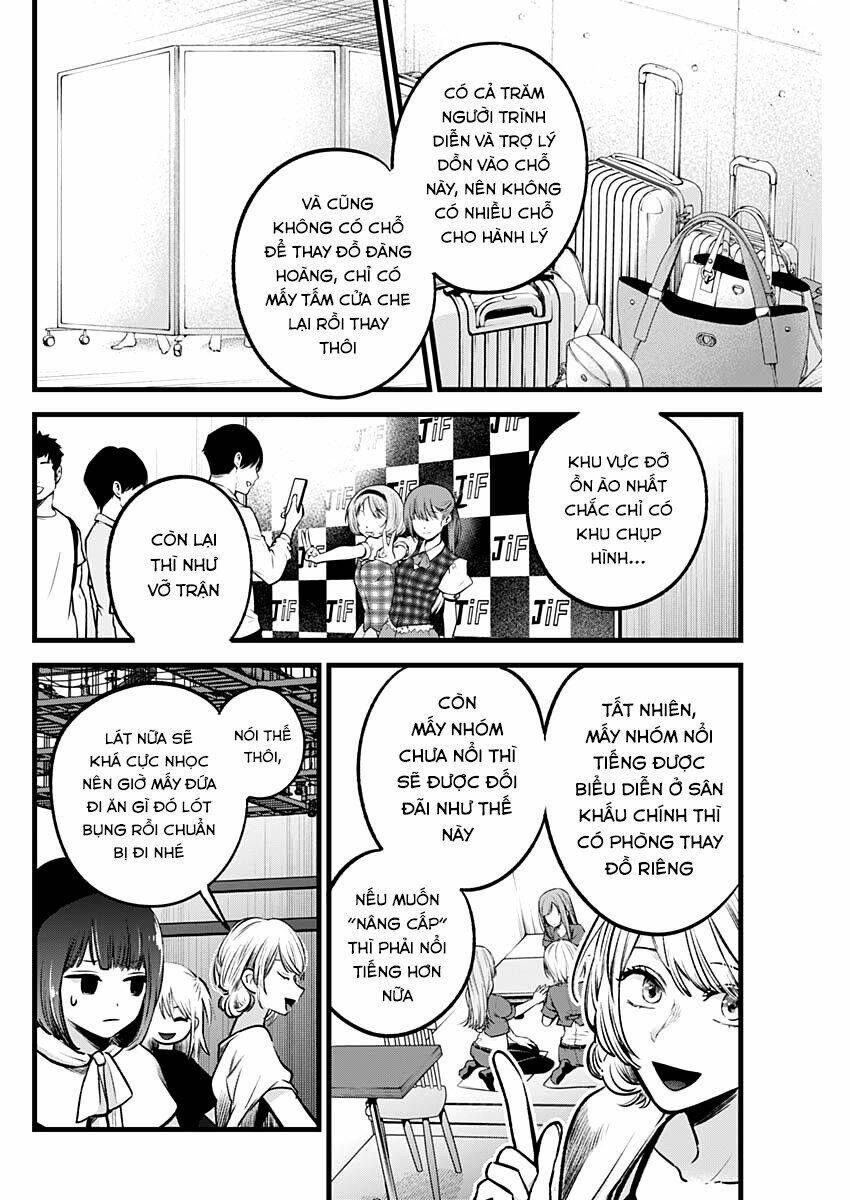 CÓ CẢ TRĂM
NGƯỜI TRÌNH
DIỄN VÀ TRỢ LÝ
DỒN VÀO CHỖ
NÀY, NÊN KHÔNG
CÓ NHIỀU CHỖ
CHO HÀNH LÝ
VÀ CŨNG
KHÔNG CÓ CHỖ
ĐỂ THAY ĐỒ ĐÀNG
HOÀNG, CHỈ CÓ
MẤY TẤM CỬA CHE
LẠI RỒI THAY
THÔI
KHU VỰC ĐỠ
ỒN ÀO NHẤT
CHẮC CHỈ CÓ
KHU CHỤP
HÌNH...
JiF
JiF
JiF
JiF
JiF
JiF
JiF
CÒN LẠI
THÌ NHƯ
VỠ TRẬN
TẤT NHIÊN,
MẤY NHÓM NỔI
TIẾNG ĐƯỢC
BIỂU DIỄN Ở SÂN
KHẤU CHÍNH THÌ
CÓ PHÒNG THAY
ĐỒ RIÊNG
CÒN
MẤY NHÓM
CHƯA NỔI THÌ
SẼ ĐƯỢC ĐỐI
ĐÃI NHƯ THẾ
NÀY
NẾU MUỐN
"NÂNG CẤP"
THÌ PHẢI NỔI
TIẾNG HƠN
NỮA
NÓI THẾ
THÔI,
LÁT NỮA SẼ
KHÁ CỰC NHỌC
NÊN GIỜ MẤY ĐỨA
ĐI ĂN GÌ ĐÓ LÓT
BỤNG RỒI CHUẨN
BỊ ĐI NHÉ